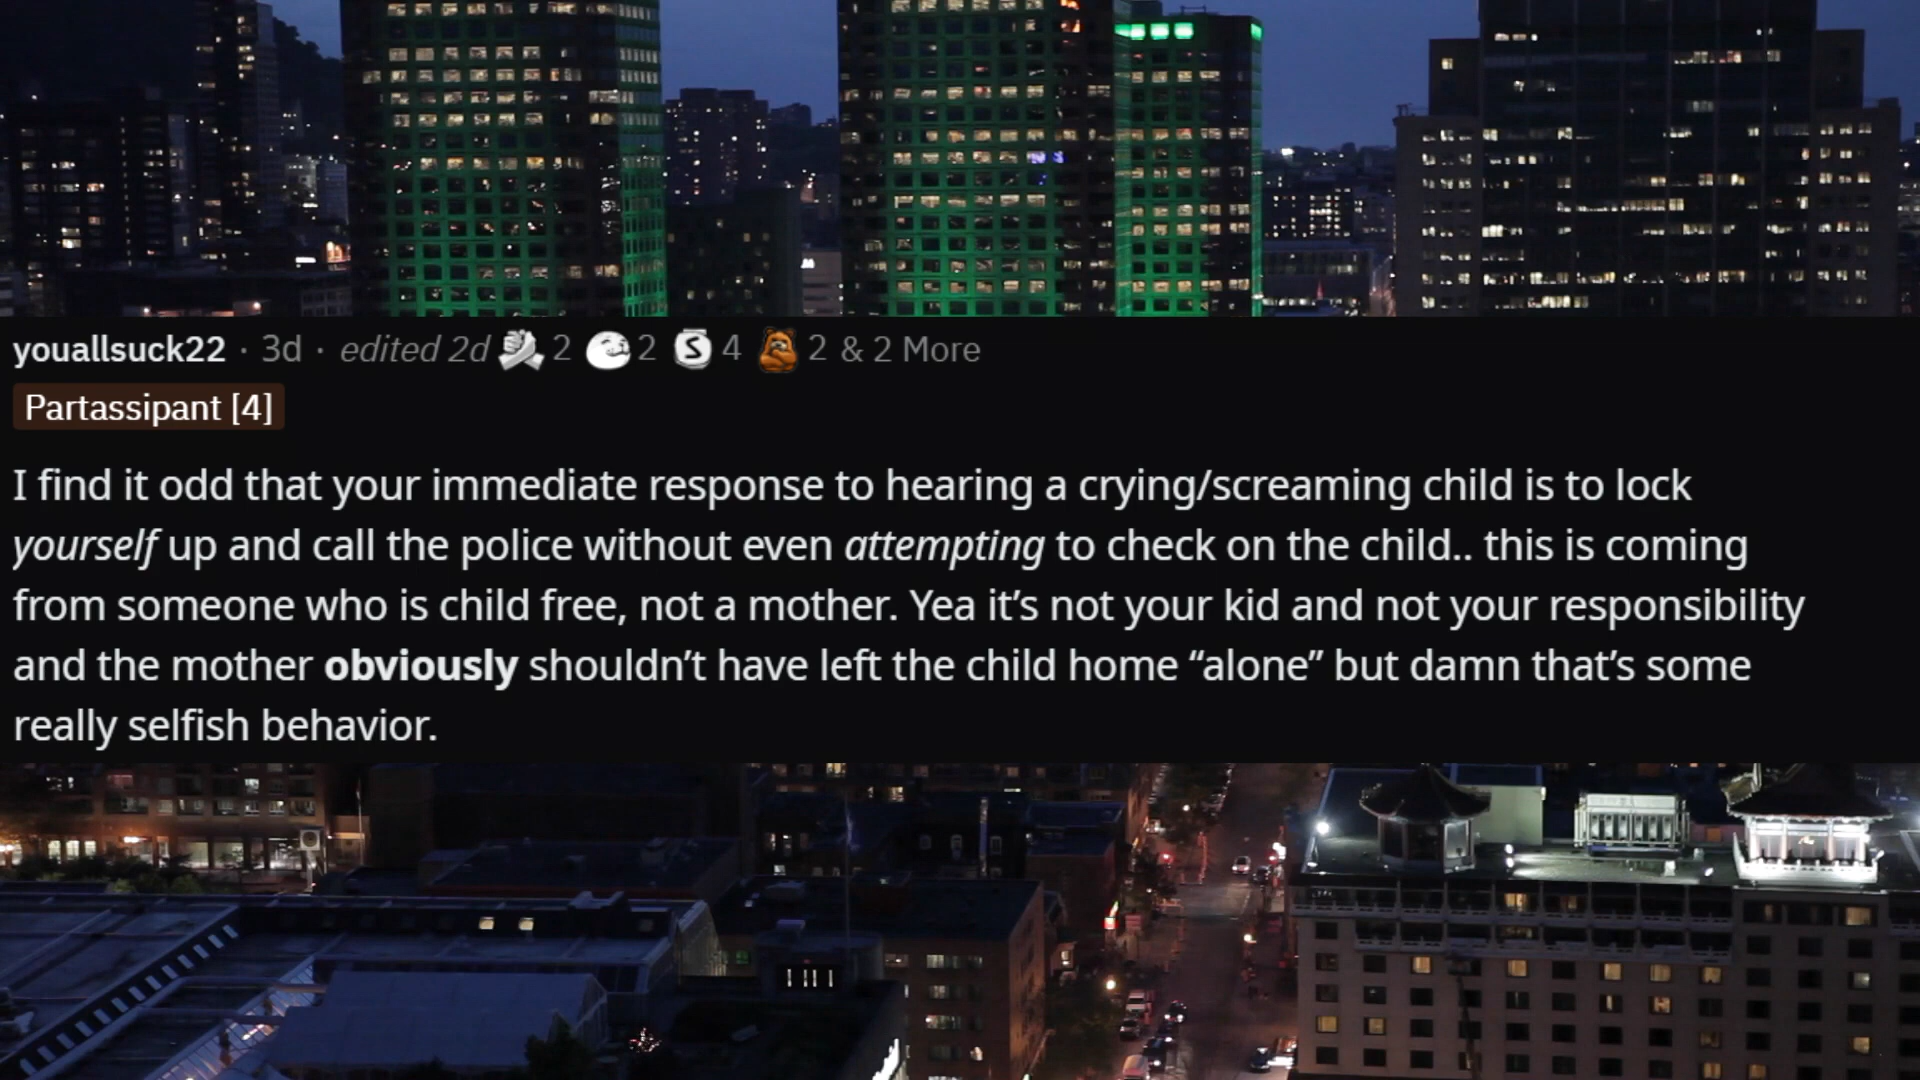 youallsuck22 · 3d · edited 2d 2 2 S 4 2 & 2 More
Partassipant [4]
I find it odd that your immediate response to hearing a crying/screaming child is to lock
yourself up and call the police without even attempting to check on the child.. this is coming
from someone who is child free, not a mother. Yea it’s not your kid and not your responsibility
and the mother obviously shouldn’t have left the child home “alone” but damn that’s some
really selfish behavior.